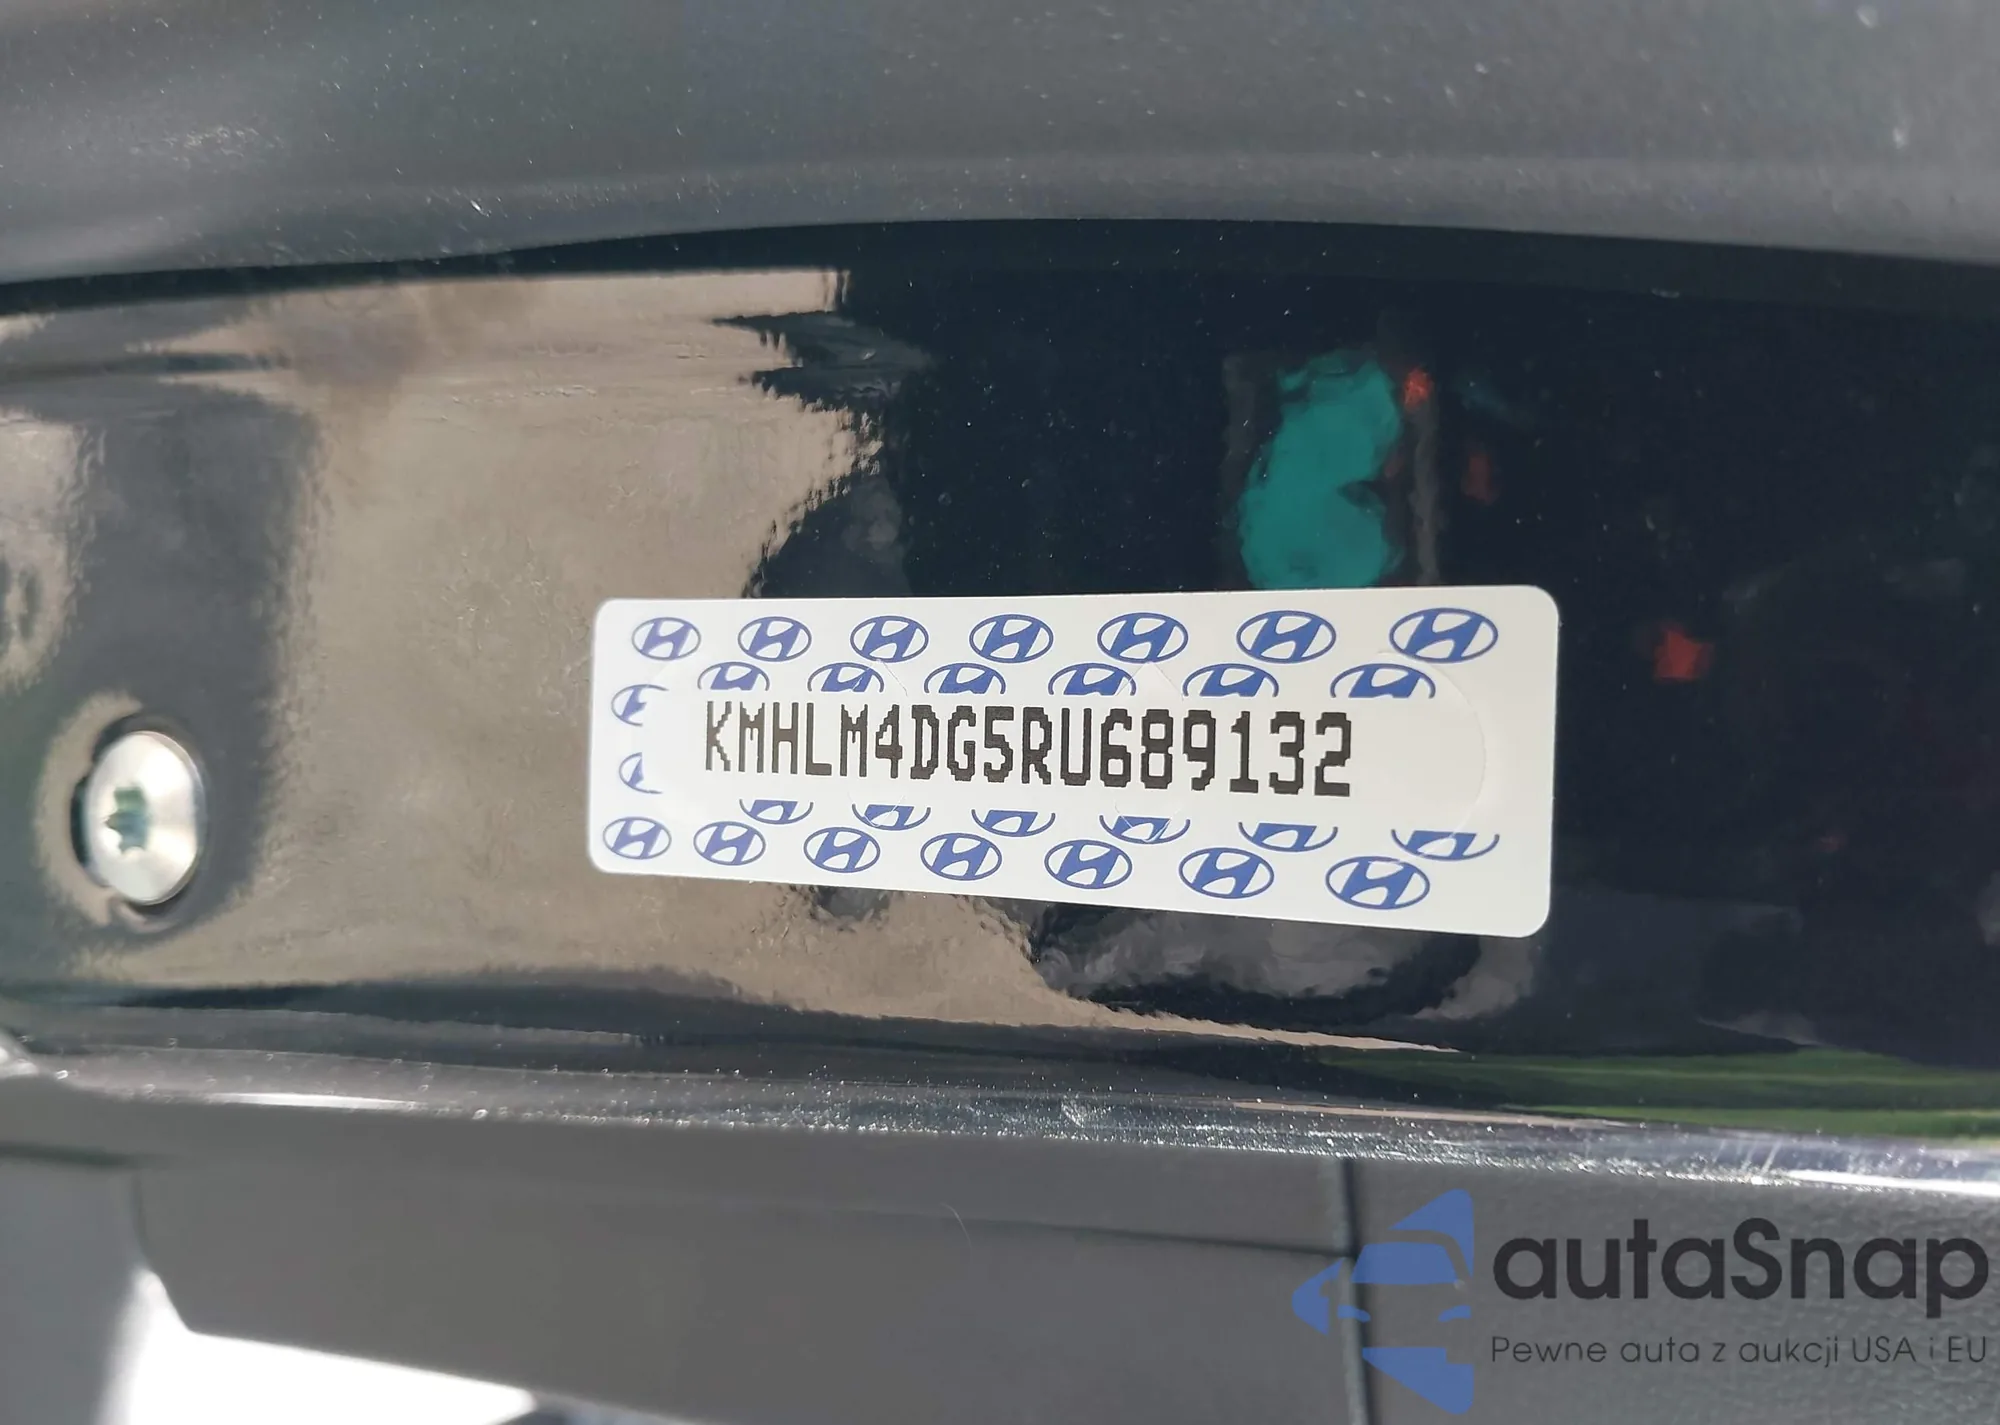 KMHLM4DG5RU689132
autaSnap
Pewne auta z aukcji USA i EU